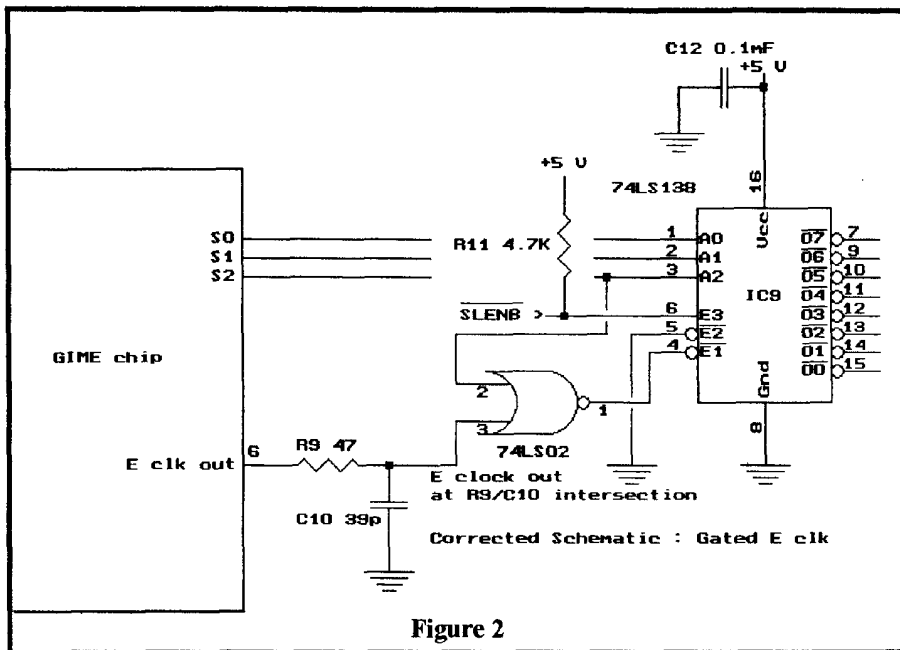 C12 0.1mF
+5 V
+5 V
74LS138
16
Vcc
S0
S1
S2
R11 4.7K
1 A0
2 A1
3 A2
O7 7
O6 9
O5 10
O4 11
O3 12
O2 13
O1 14
O0 15
IC9
SLENB >
6 E3
5 E2
4 E1
Gnd
8
GIME chip
2
3
1
74LS02
E clk out
6
R9 47
E clock out
at R9/C10 intersection
C10 39p
Corrected Schematic : Gated E clk
Figure 2